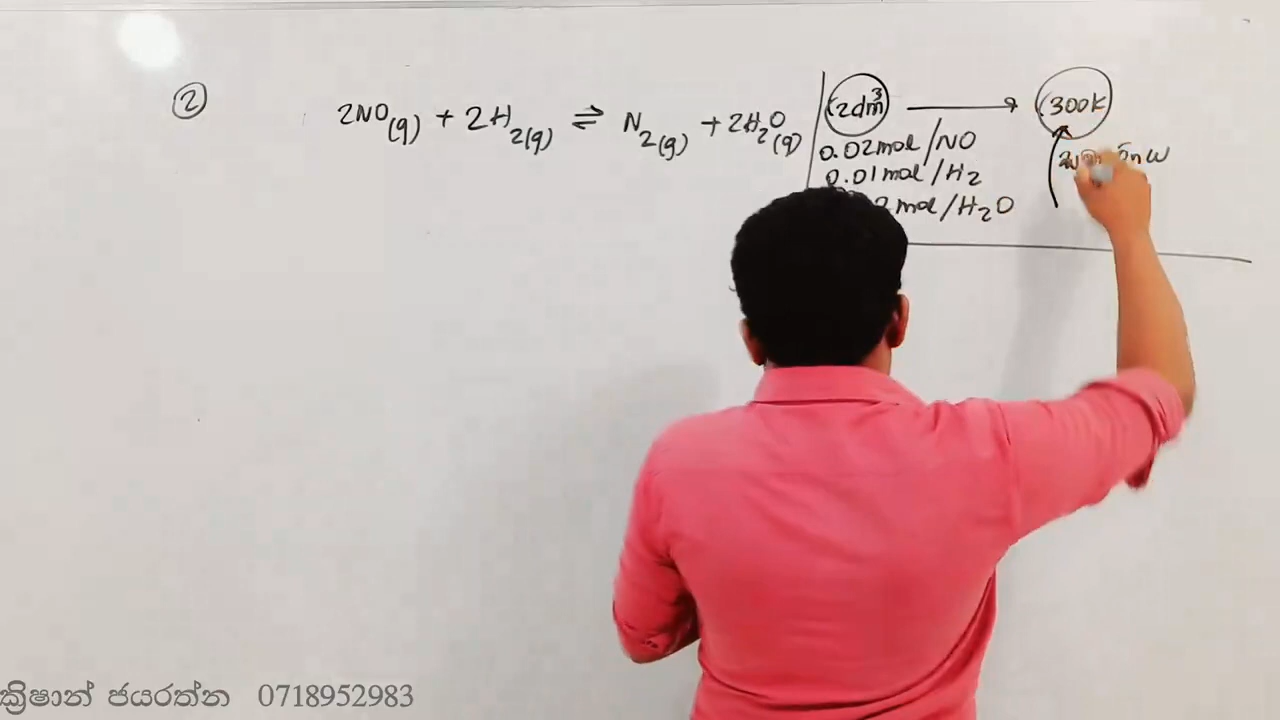 ②
2NO(g) + 2H2(g) ⇌ N2(g) + 2H2O(g)
2dm³ → 300K
0.02mol/NO
0.01mol/H2
mol/H2O
ක්‍රිෂාන් ජයරත්න 0718952983